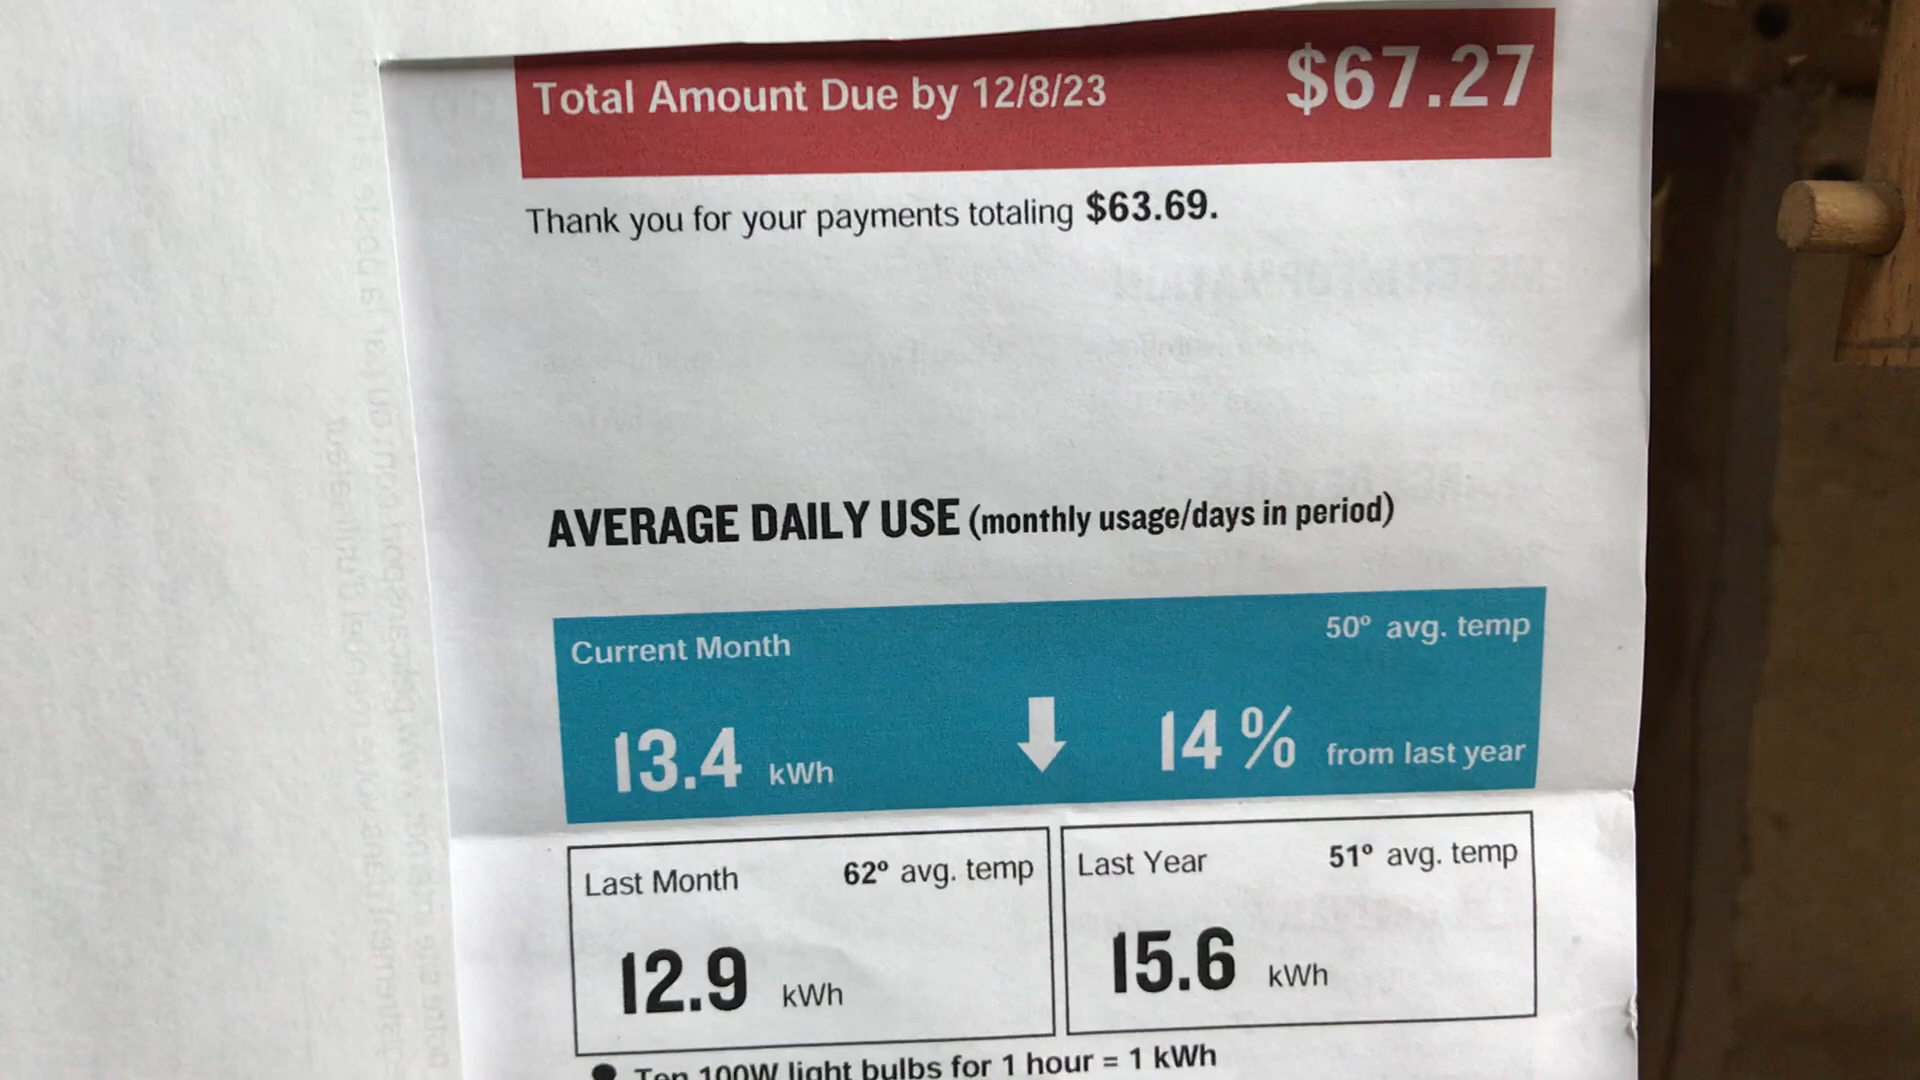 Total Amount Due by 12/8/23 $67.27
Thank you for your payments totaling $63.69.
AVERAGE DAILY USE (monthly usage/days in period)
Current Month 50° avg. temp
13.4 kWh 14% from last year
Last Month 62° avg. temp
12.9 kWh
Last Year 51° avg. temp
15.6 kWh
Ten 100W light bulbs for 1 hour = 1 kWh